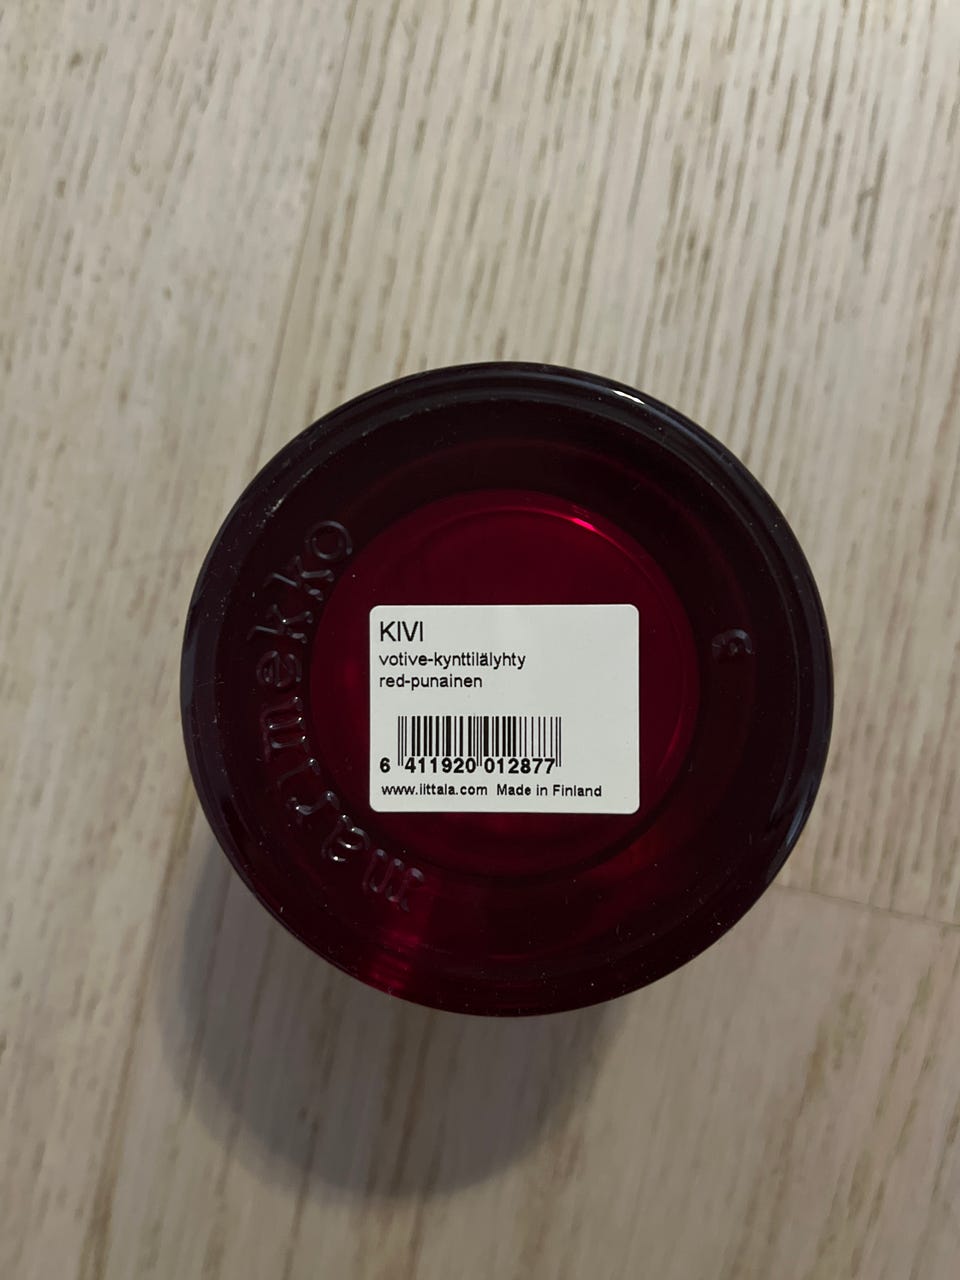 KIVI
votive-kynttilälyhty
red-punainen
6 411920 012877
www.iittala.com Made in Finland
marimekko